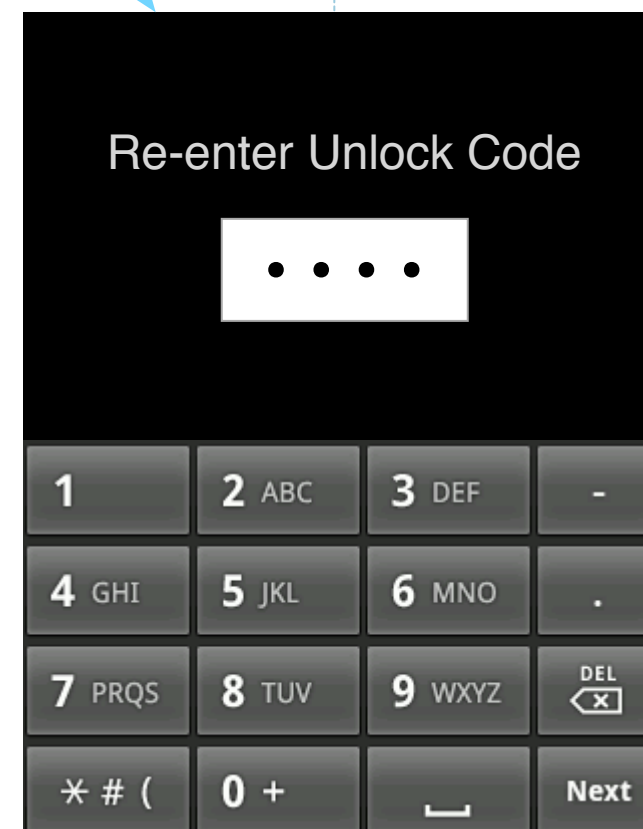 Re-enter Unlock Code
• • • •
1 2 ABC 3 DEF -
4 GHI 5 JKL 6 MNO .
7 PRQS 8 TUV 9 WXYZ DEL
* # ( 0 + Next